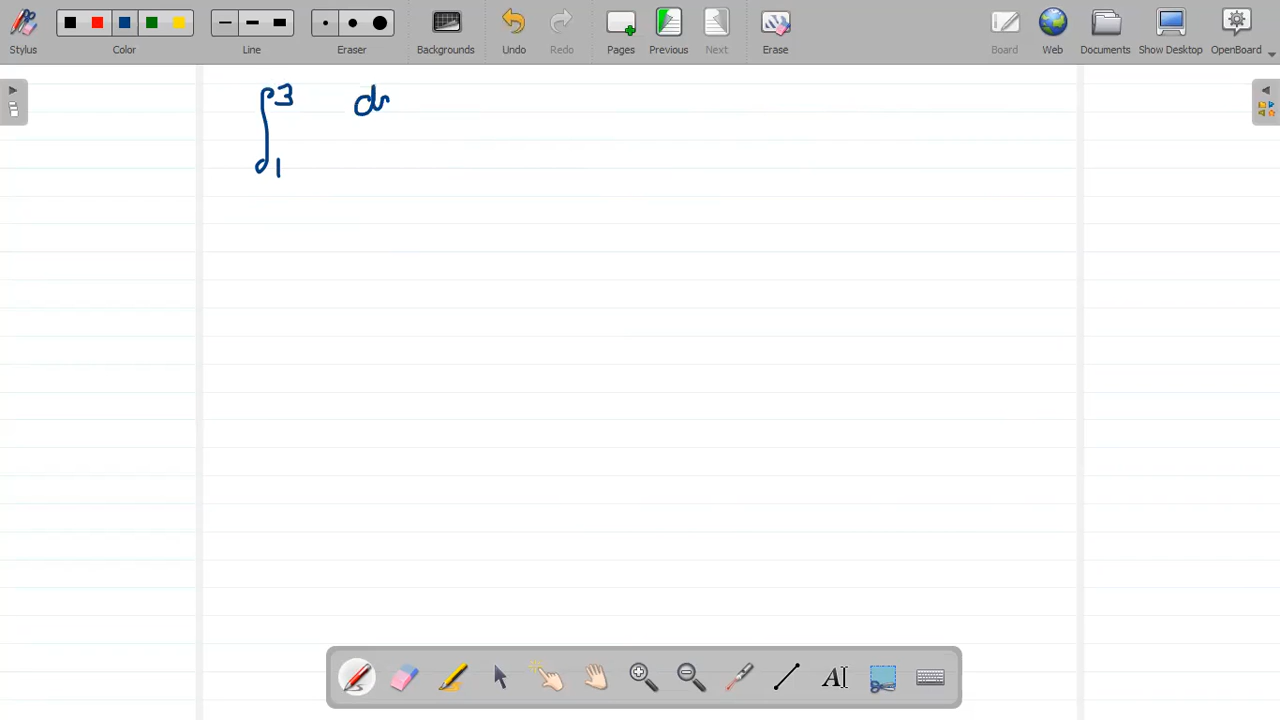 Stylus Color Line Eraser Backgrounds Undo Redo Pages Previous Next Erase Board Web Documents Show Desktop OpenBoard
∫₁³ dr